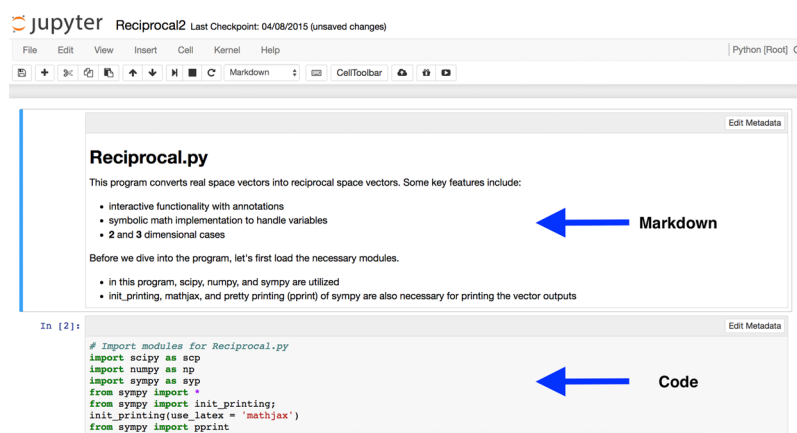 jupyter Reciprocal2 Last Checkpoint: 04/08/2015 (unsaved changes)
File Edit View Insert Cell Kernel Help Python [Root]
Markdown CellToolbar
Edit Metadata
Reciprocal.py
This program converts real space vectors into reciprocal space vectors. Some key features include:
• interactive functionality with annotations
• symbolic math implementation to handle variables
• 2 and 3 dimensional cases
Markdown
Before we dive into the program, let's first load the necessary modules.
• in this program, scipy, numpy, and sympy are utilized
• init_printing, mathjax, and pretty printing (pprint) of sympy are also necessary for printing the vector outputs
In [2]:
Edit Metadata
# Import modules for Reciprocal.py
import scipy as scp
import numpy as np
import sympy as syp
from sympy import *
from sympy import init_printing;
init_printing(use_latex = 'mathjax')
from sympy import pprint
Code